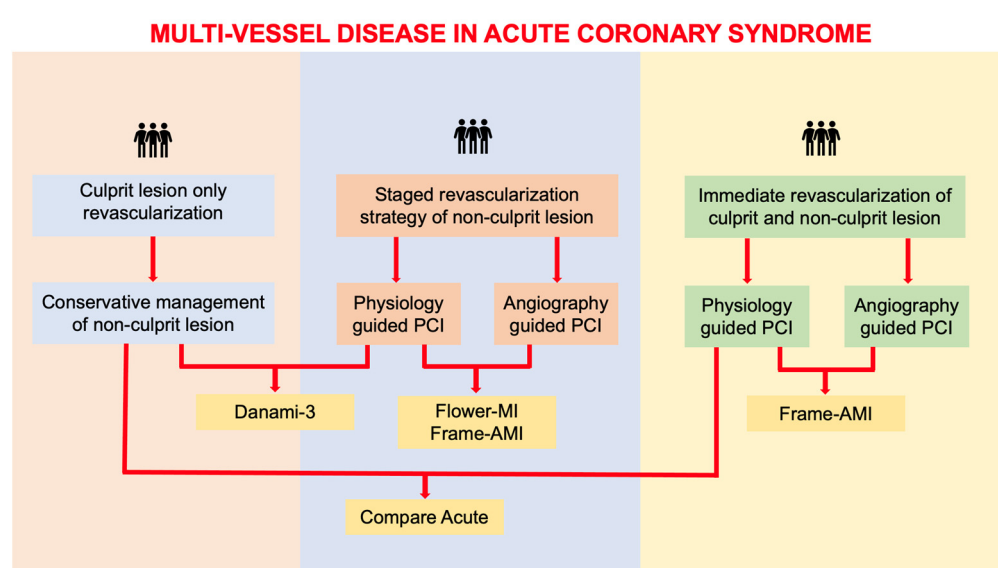 MULTI-VESSEL DISEASE IN ACUTE CORONARY SYNDROME
Culprit lesion only
revascularization
Conservative management
of non-culprit lesion
Staged revascularization
strategy of non-culprit lesion
Physiology
guided PCI
Angiography
guided PCI
Immediate revascularization of
culprit and non-culprit lesion
Physiology
guided PCI
Angiography
guided PCI
Danami-3
Flower-MI
Frame-AMI
Frame-AMI
Compare Acute